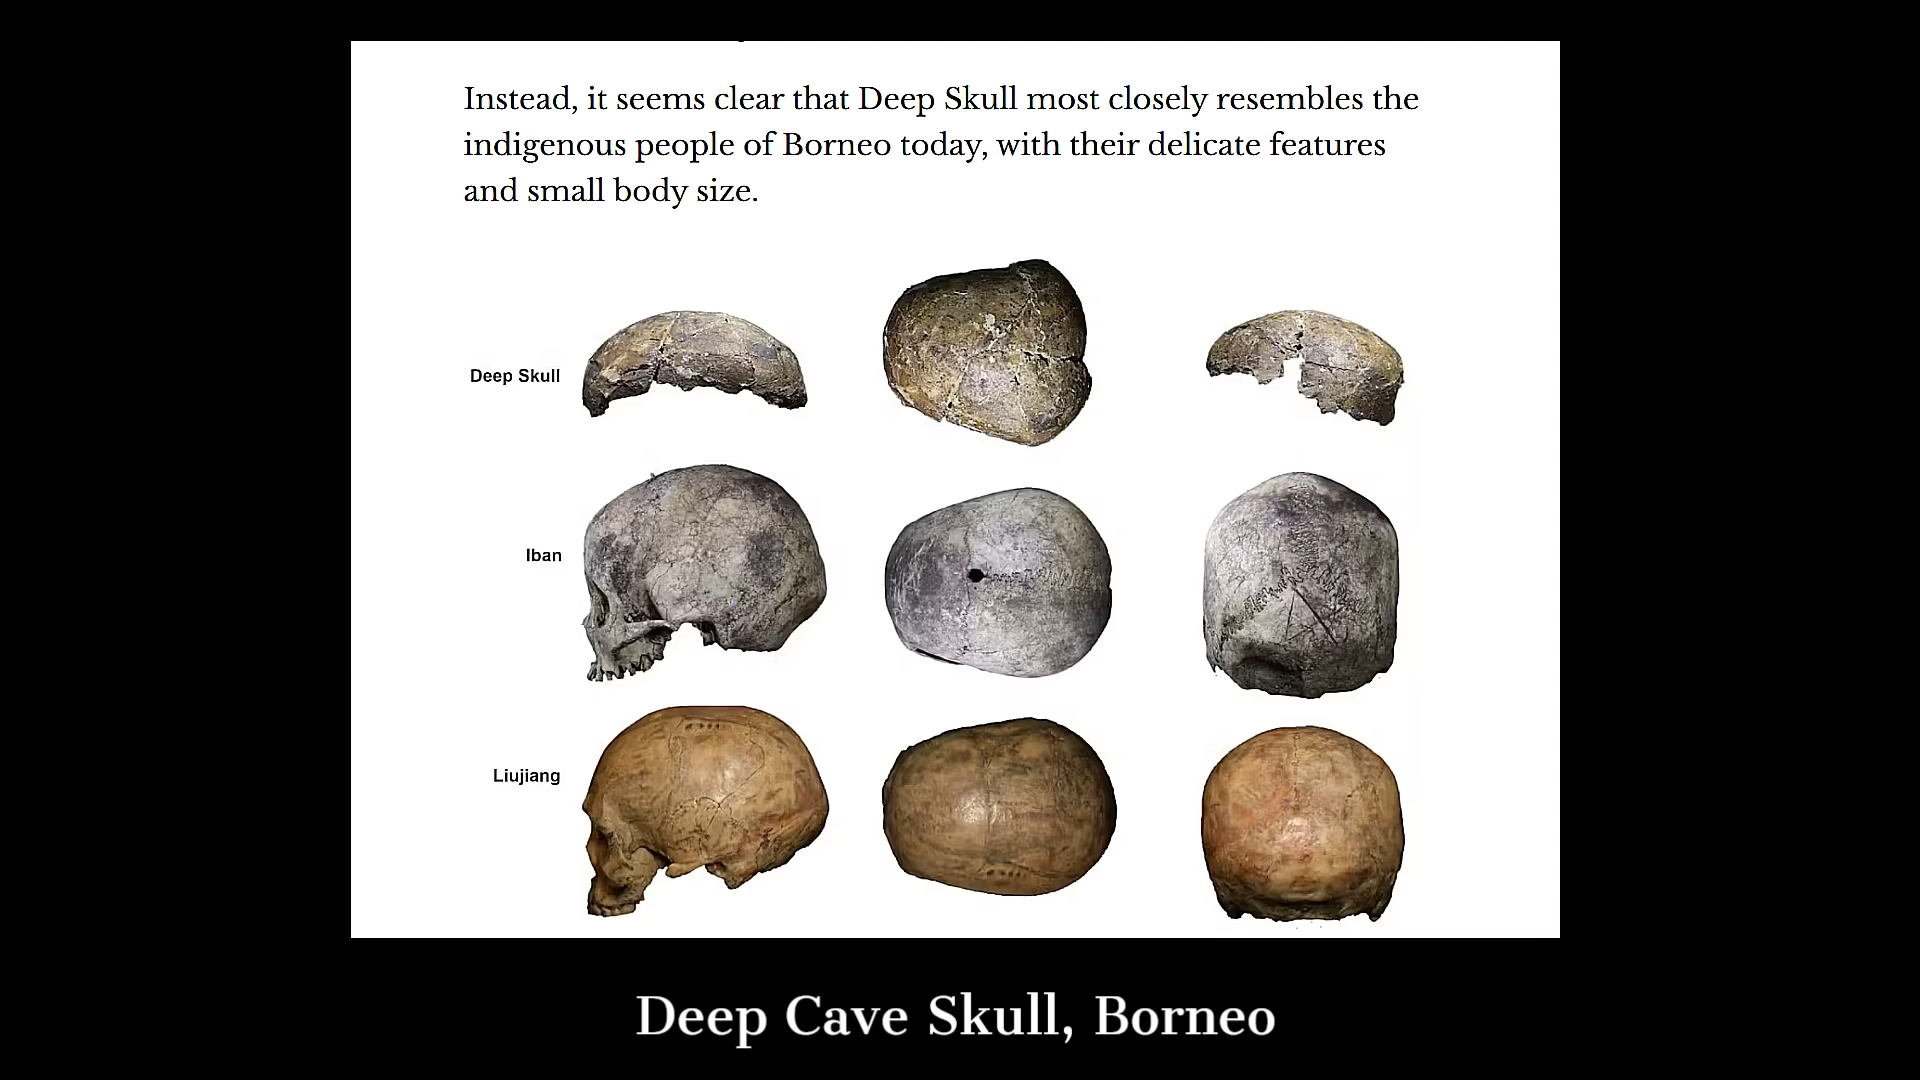 Instead, it seems clear that Deep Skull most closely resembles the
indigenous people of Borneo today, with their delicate features
and small body size.
Deep Skull
Iban
Liujiang
Deep Cave Skull, Borneo